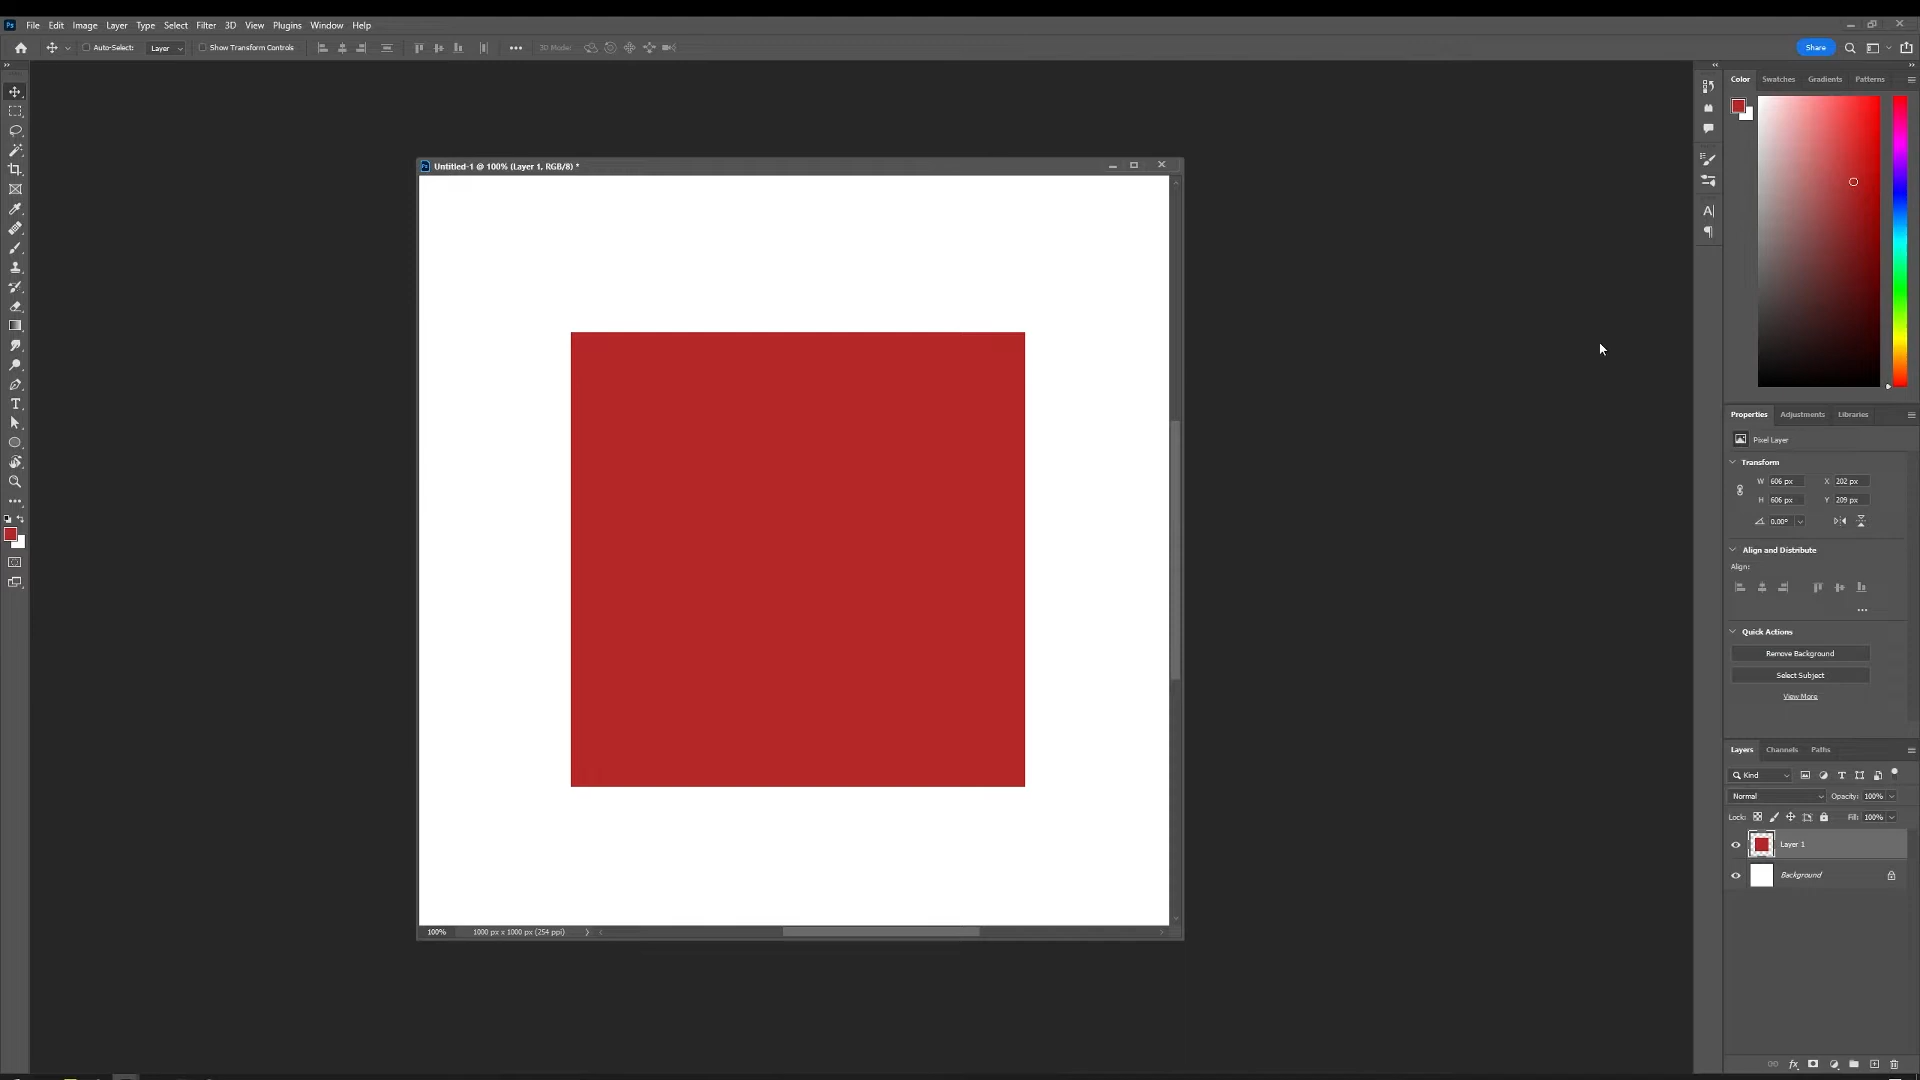 Ps File Edit Image Layer Type Select Filter 3D View Plugins Window Help
Auto-Select: Layer Show Transform Controls 3D Mode: Share
Ps Untitled-1 @ 100% (Layer 1, RGB/8) *
100% 1000 px x 1000 px (254 ppi)
Color Swatches Gradients Patterns
Properties Adjustments Libraries
Pixel Layer
Transform
W 606 px X 202 px
H 606 px Y 209 px
0.00°
Align and Distribute
Align:
Quick Actions
Remove Background
Select Subject
View More
Layers Channels Paths
Kind
Normal Opacity: 100%
Lock: Fill: 100%
Layer 1
Background